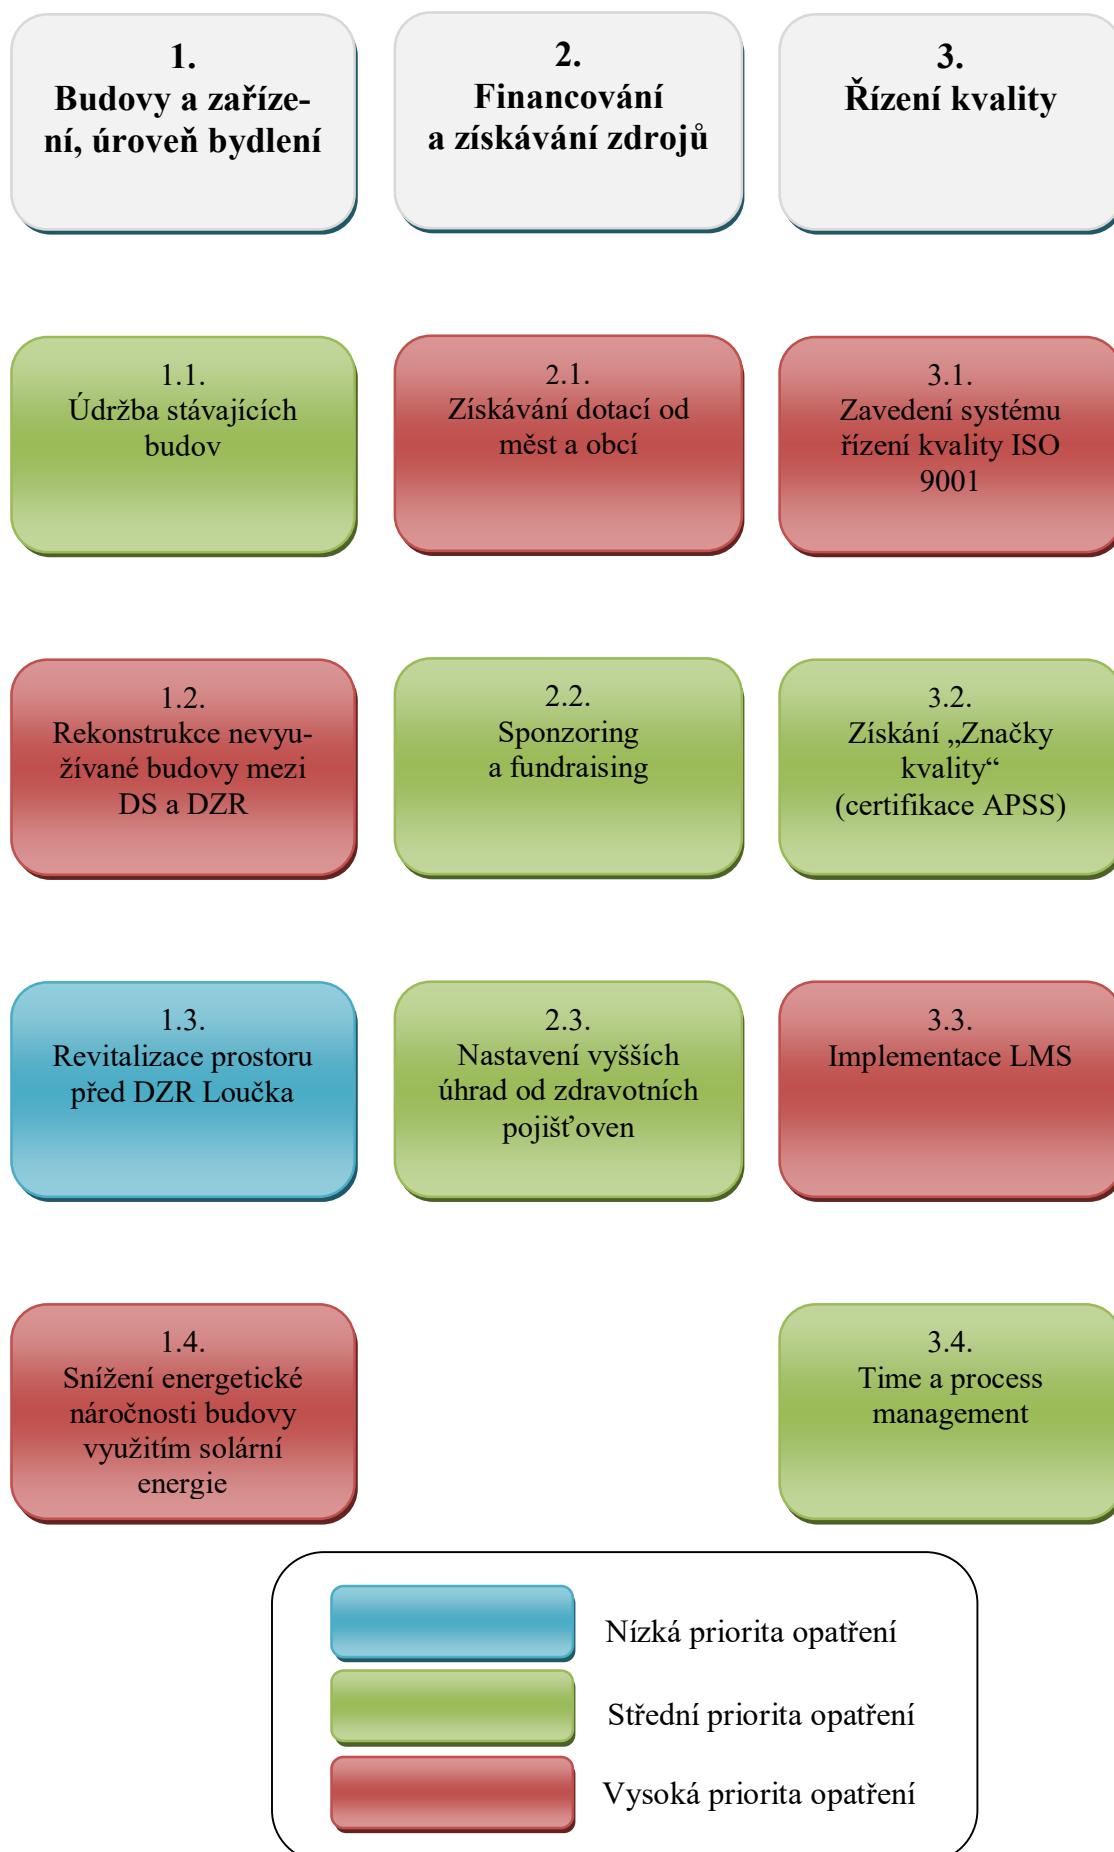 1.
Budovy a zaříze-
ní, úroveň bydlení
2.
Financování
a získávání zdrojů
3.
Řízení kvality
1.1.
Údržba stávajících
budov
2.1.
Získávání dotací od
měst a obcí
3.1.
Zavedení systému
řízení kvality ISO
9001
1.2.
Rekonstrukce nevyu-
žívané budovy mezi
DS a DZR
2.2.
Sponzoring
a fundraising
3.2.
Získání „Značky
kvality“
(certifikace APSS)
1.3.
Revitalizace prostoru
před DZR Loučka
2.3.
Nastavení vyšších
úhrad od zdravotních
pojišťoven
3.3.
Implementace LMS
1.4.
Snížení energetické
náročnosti budovy
využitím solární
energie
3.4.
Time a process
management
Nízká priorita opatření
Střední priorita opatření
Vysoká priorita opatření